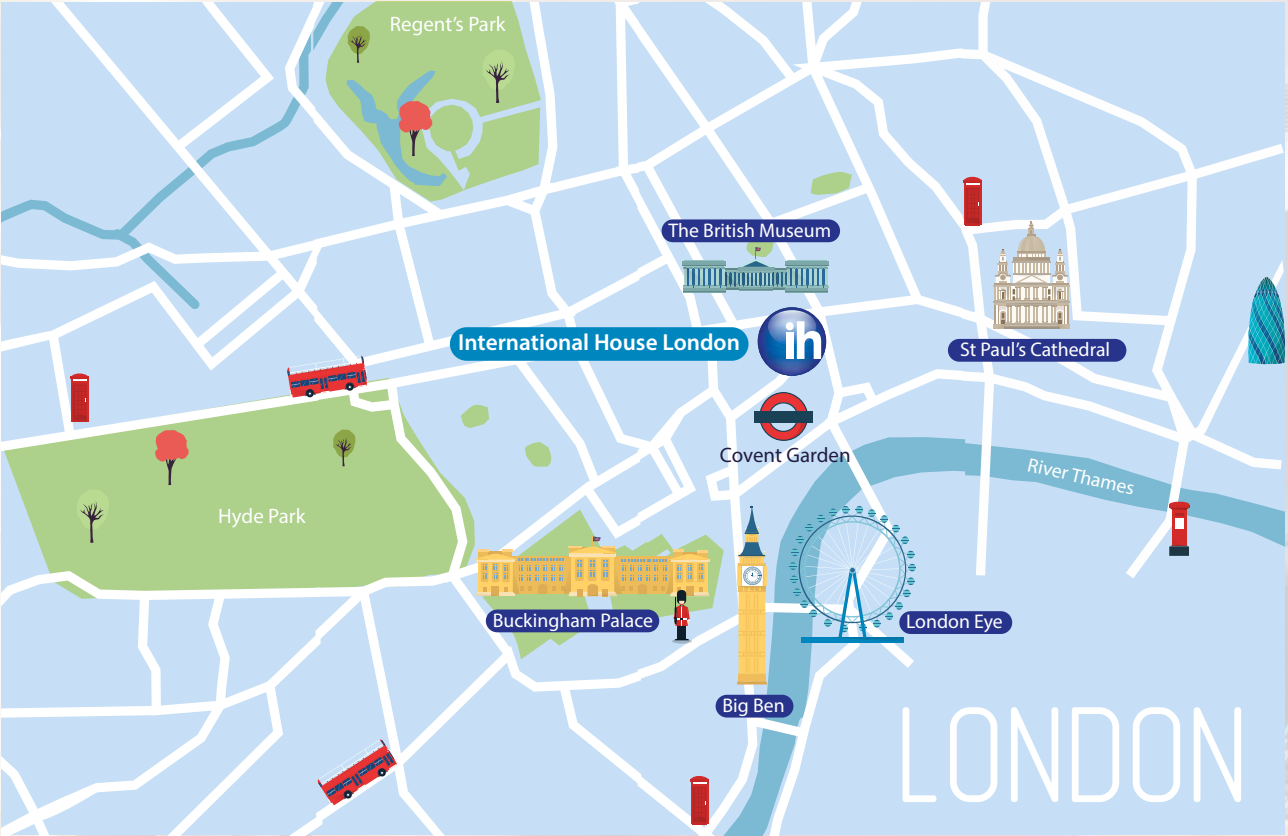 Regent's Park
The British Museum
International House London
ih
St Paul's Cathedral
Covent Garden
River Thames
Hyde Park
Buckingham Palace
London Eye
Big Ben
LONDON